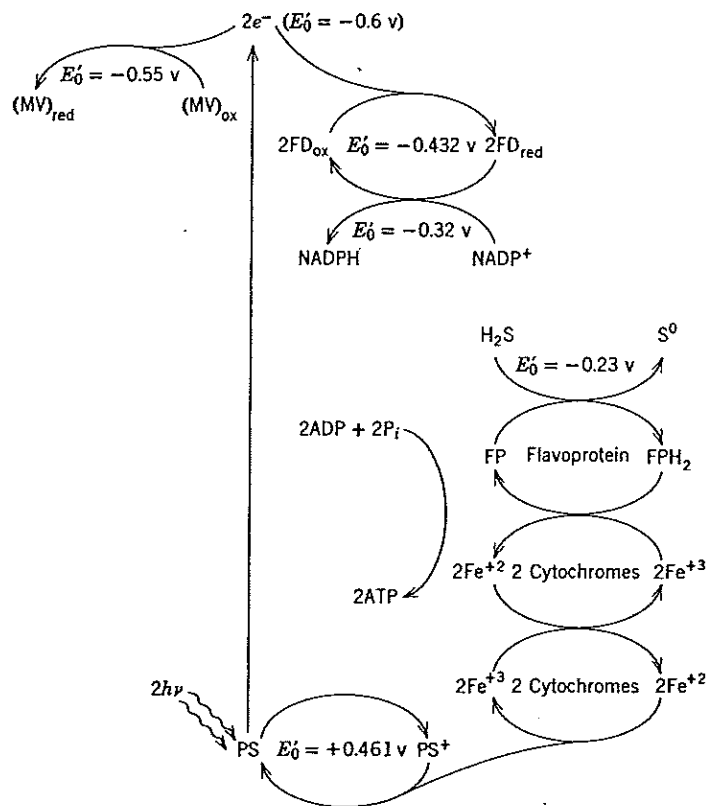 2e⁻ (E′₀ = −0.6 v)
E′₀ = −0.55 v
(MV)red (MV)ox
2FDox E′₀ = −0.432 v 2FDred
E′₀ = −0.32 v
NADPH NADP⁺
H₂S S⁰
E′₀ = −0.23 v
2ADP + 2Pi
FP Flavoprotein FPH₂
2Fe⁺² 2 Cytochromes 2Fe⁺³
2ATP
2hν 2Fe⁺³ 2 Cytochromes 2Fe⁺²
PS E′₀ = +0.461 v PS⁺